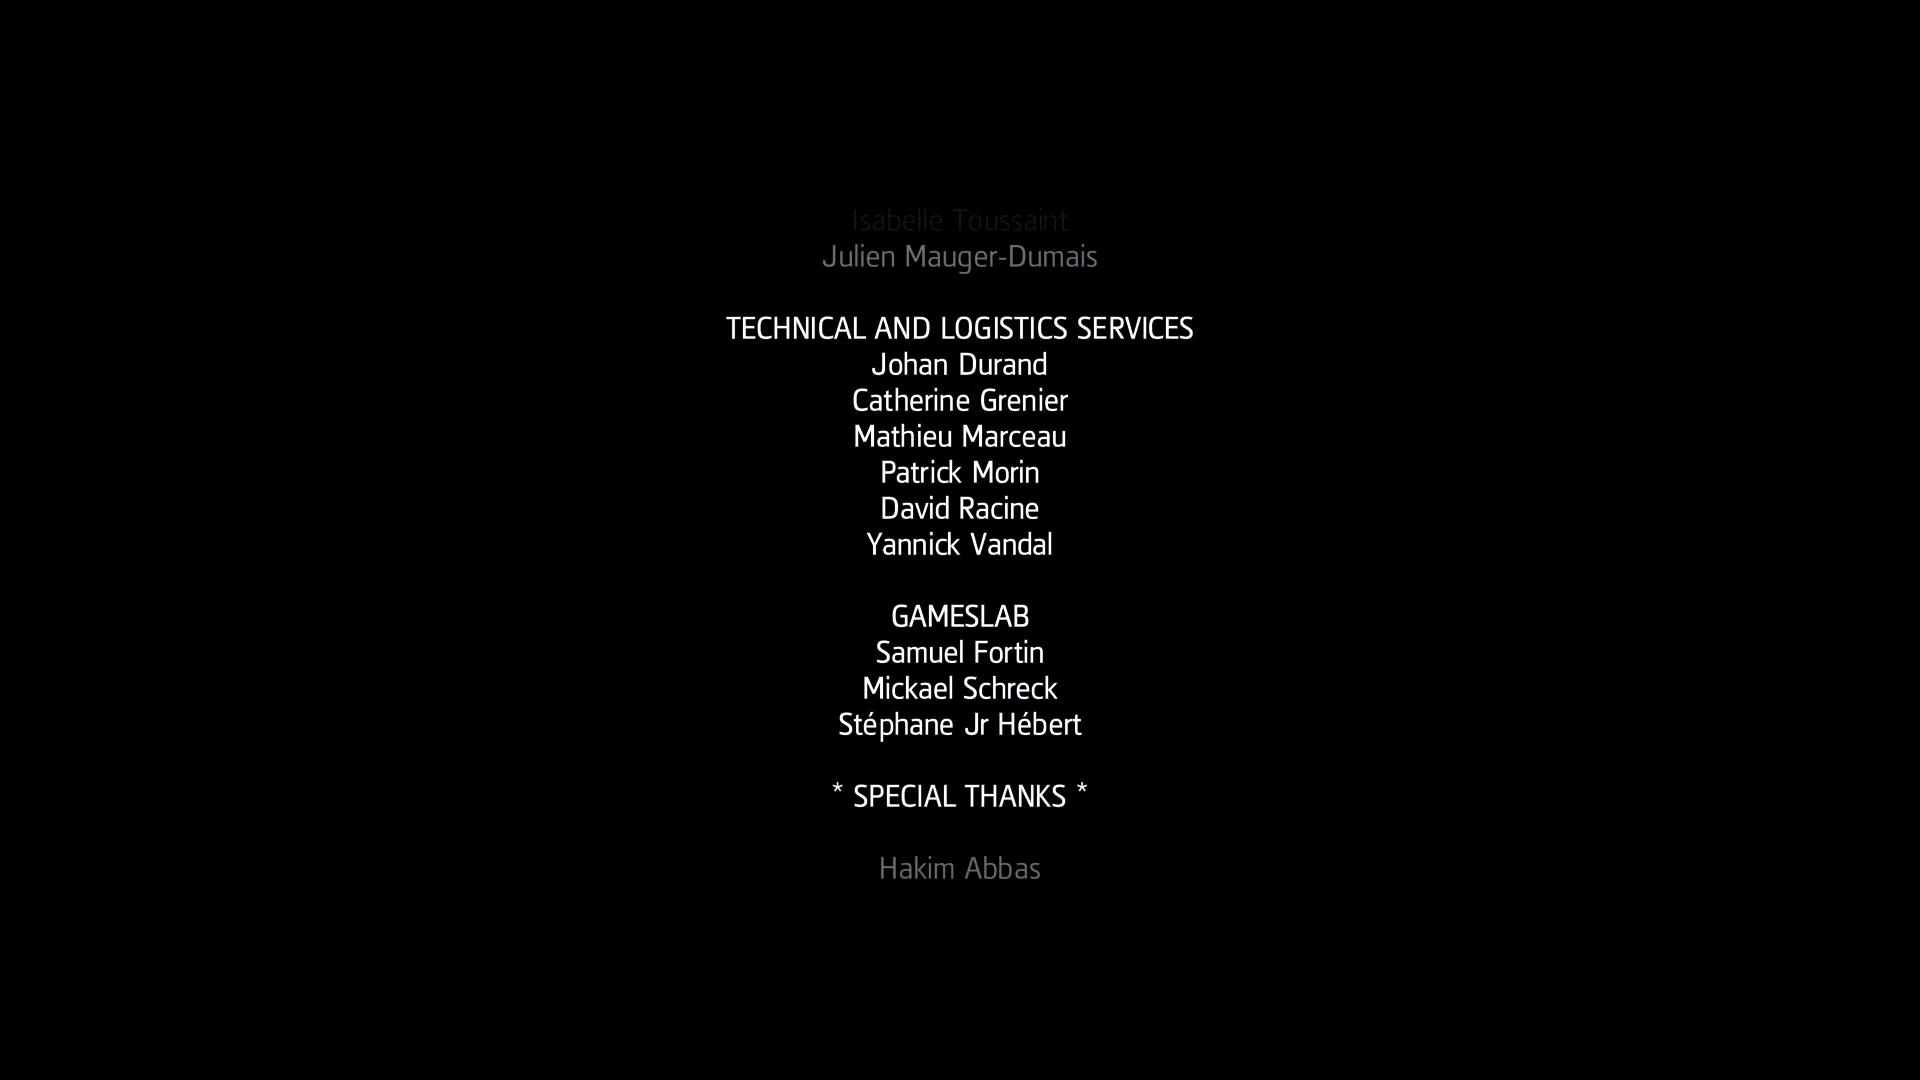 Isabelle Toussaint
Julien Mauger-Dumais
TECHNICAL AND LOGISTICS SERVICES
Johan Durand
Catherine Grenier
Mathieu Marceau
Patrick Morin
David Racine
Yannick Vandal
GAMESLAB
Samuel Fortin
Mickael Schreck
Stéphane Jr Hébert
* SPECIAL THANKS *
Hakim Abbas